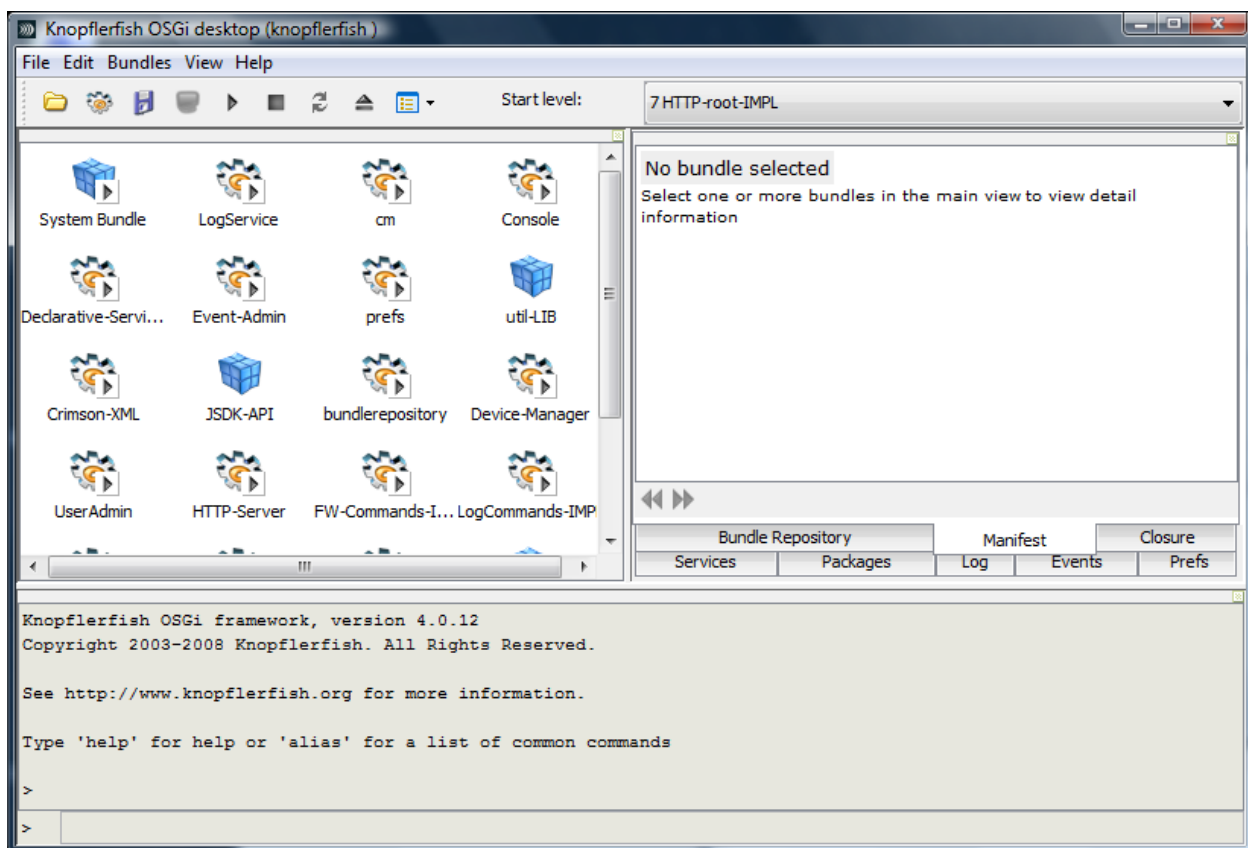 Knopflerfish OSGi desktop (knopflerfish )
File Edit Bundles View Help
Start level:
7 HTTP-root-IMPL
System Bundle LogService cm Console
Declarative-Servi... Event-Admin prefs util-LIB
Crimson-XML JSDK-API bundlerepository Device-Manager
UserAdmin HTTP-Server FW-Commands-I... LogCommands-IMP
No bundle selected
Select one or more bundles in the main view to view detail
information
Bundle Repository Manifest Closure
Services Packages Log Events Prefs
Knopflerfish OSGi framework, version 4.0.12
Copyright 2003-2008 Knopflerfish. All Rights Reserved.
See http://www.knopflerfish.org for more information.
Type 'help' for help or 'alias' for a list of common commands
>
>